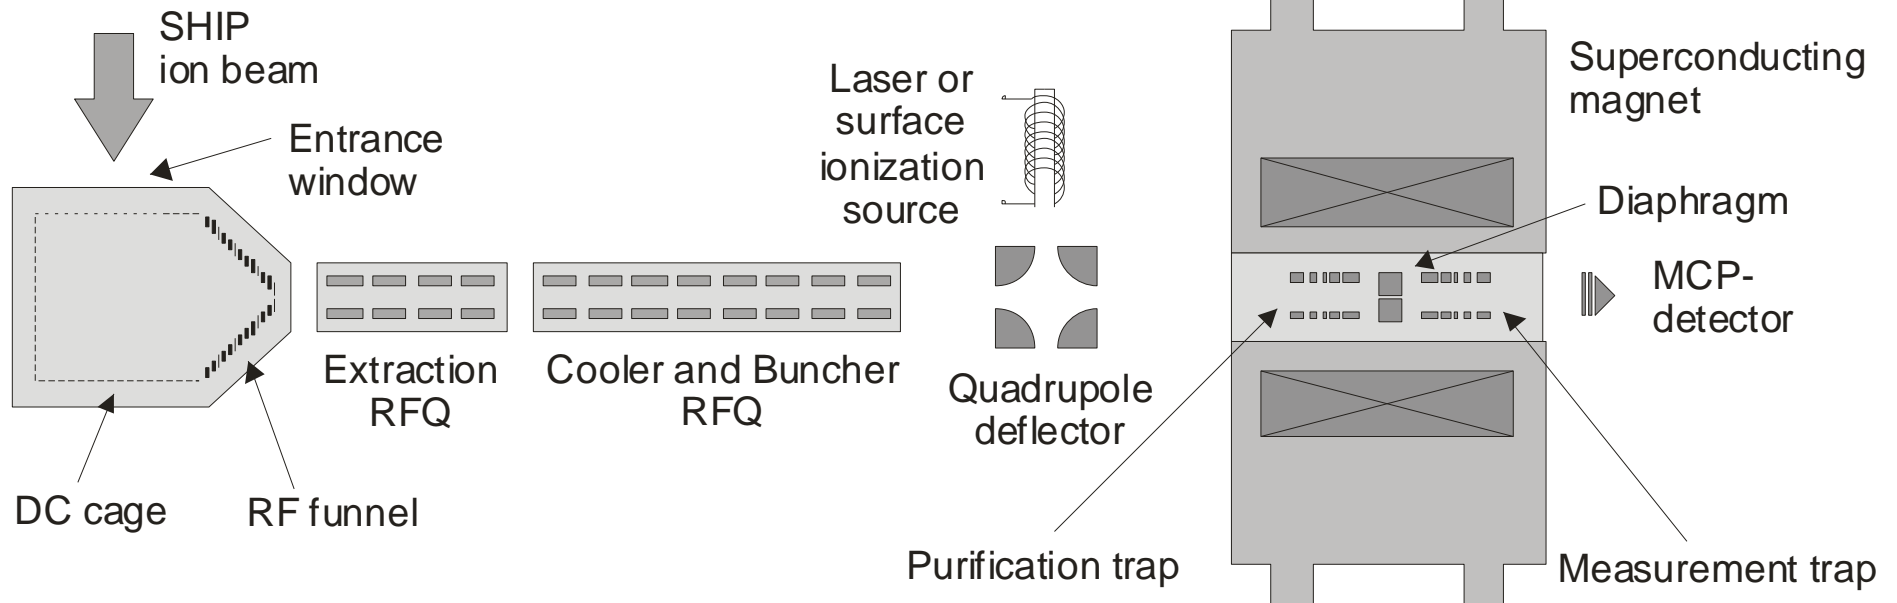 SHIP
ion beam
Entrance
window
Laser or
surface
ionization
source
Superconducting
magnet
Diaphragm
MCP-
detector
Extraction
RFQ
Cooler and Buncher
RFQ
Quadrupole
deflector
DC cage
RF funnel
Purification trap
Measurement trap